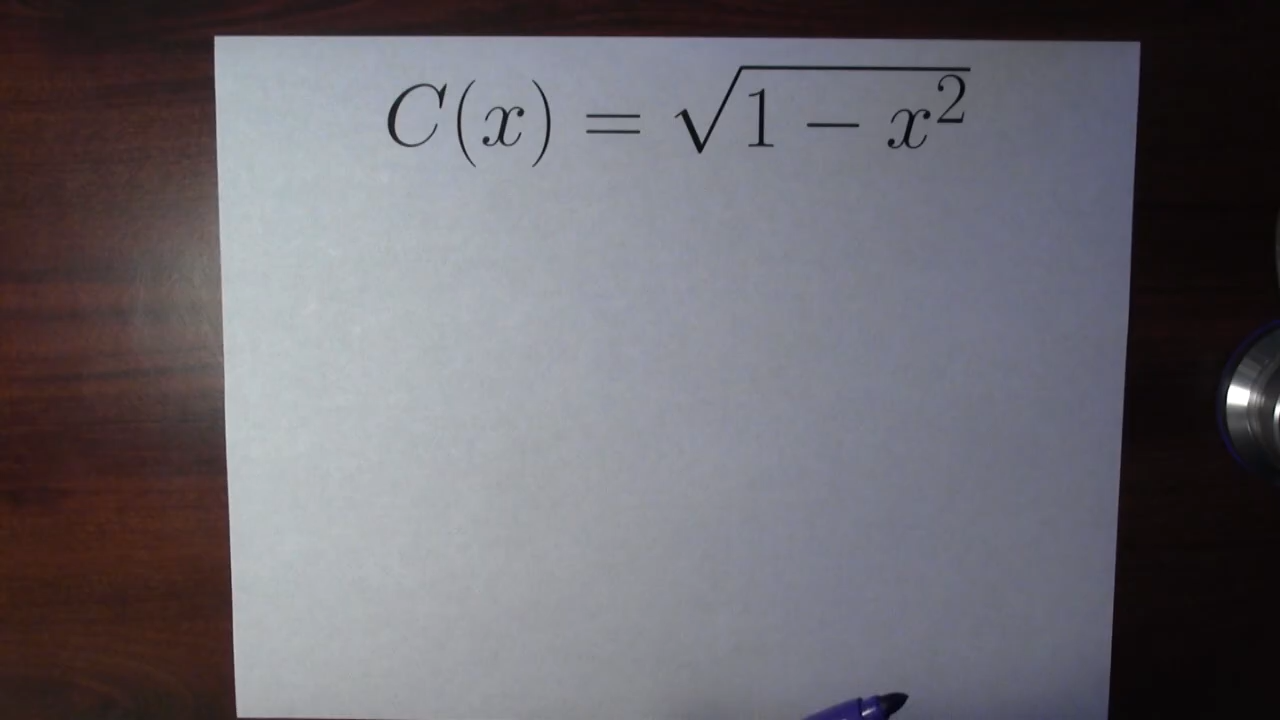 C(x) = √(1 − x²)